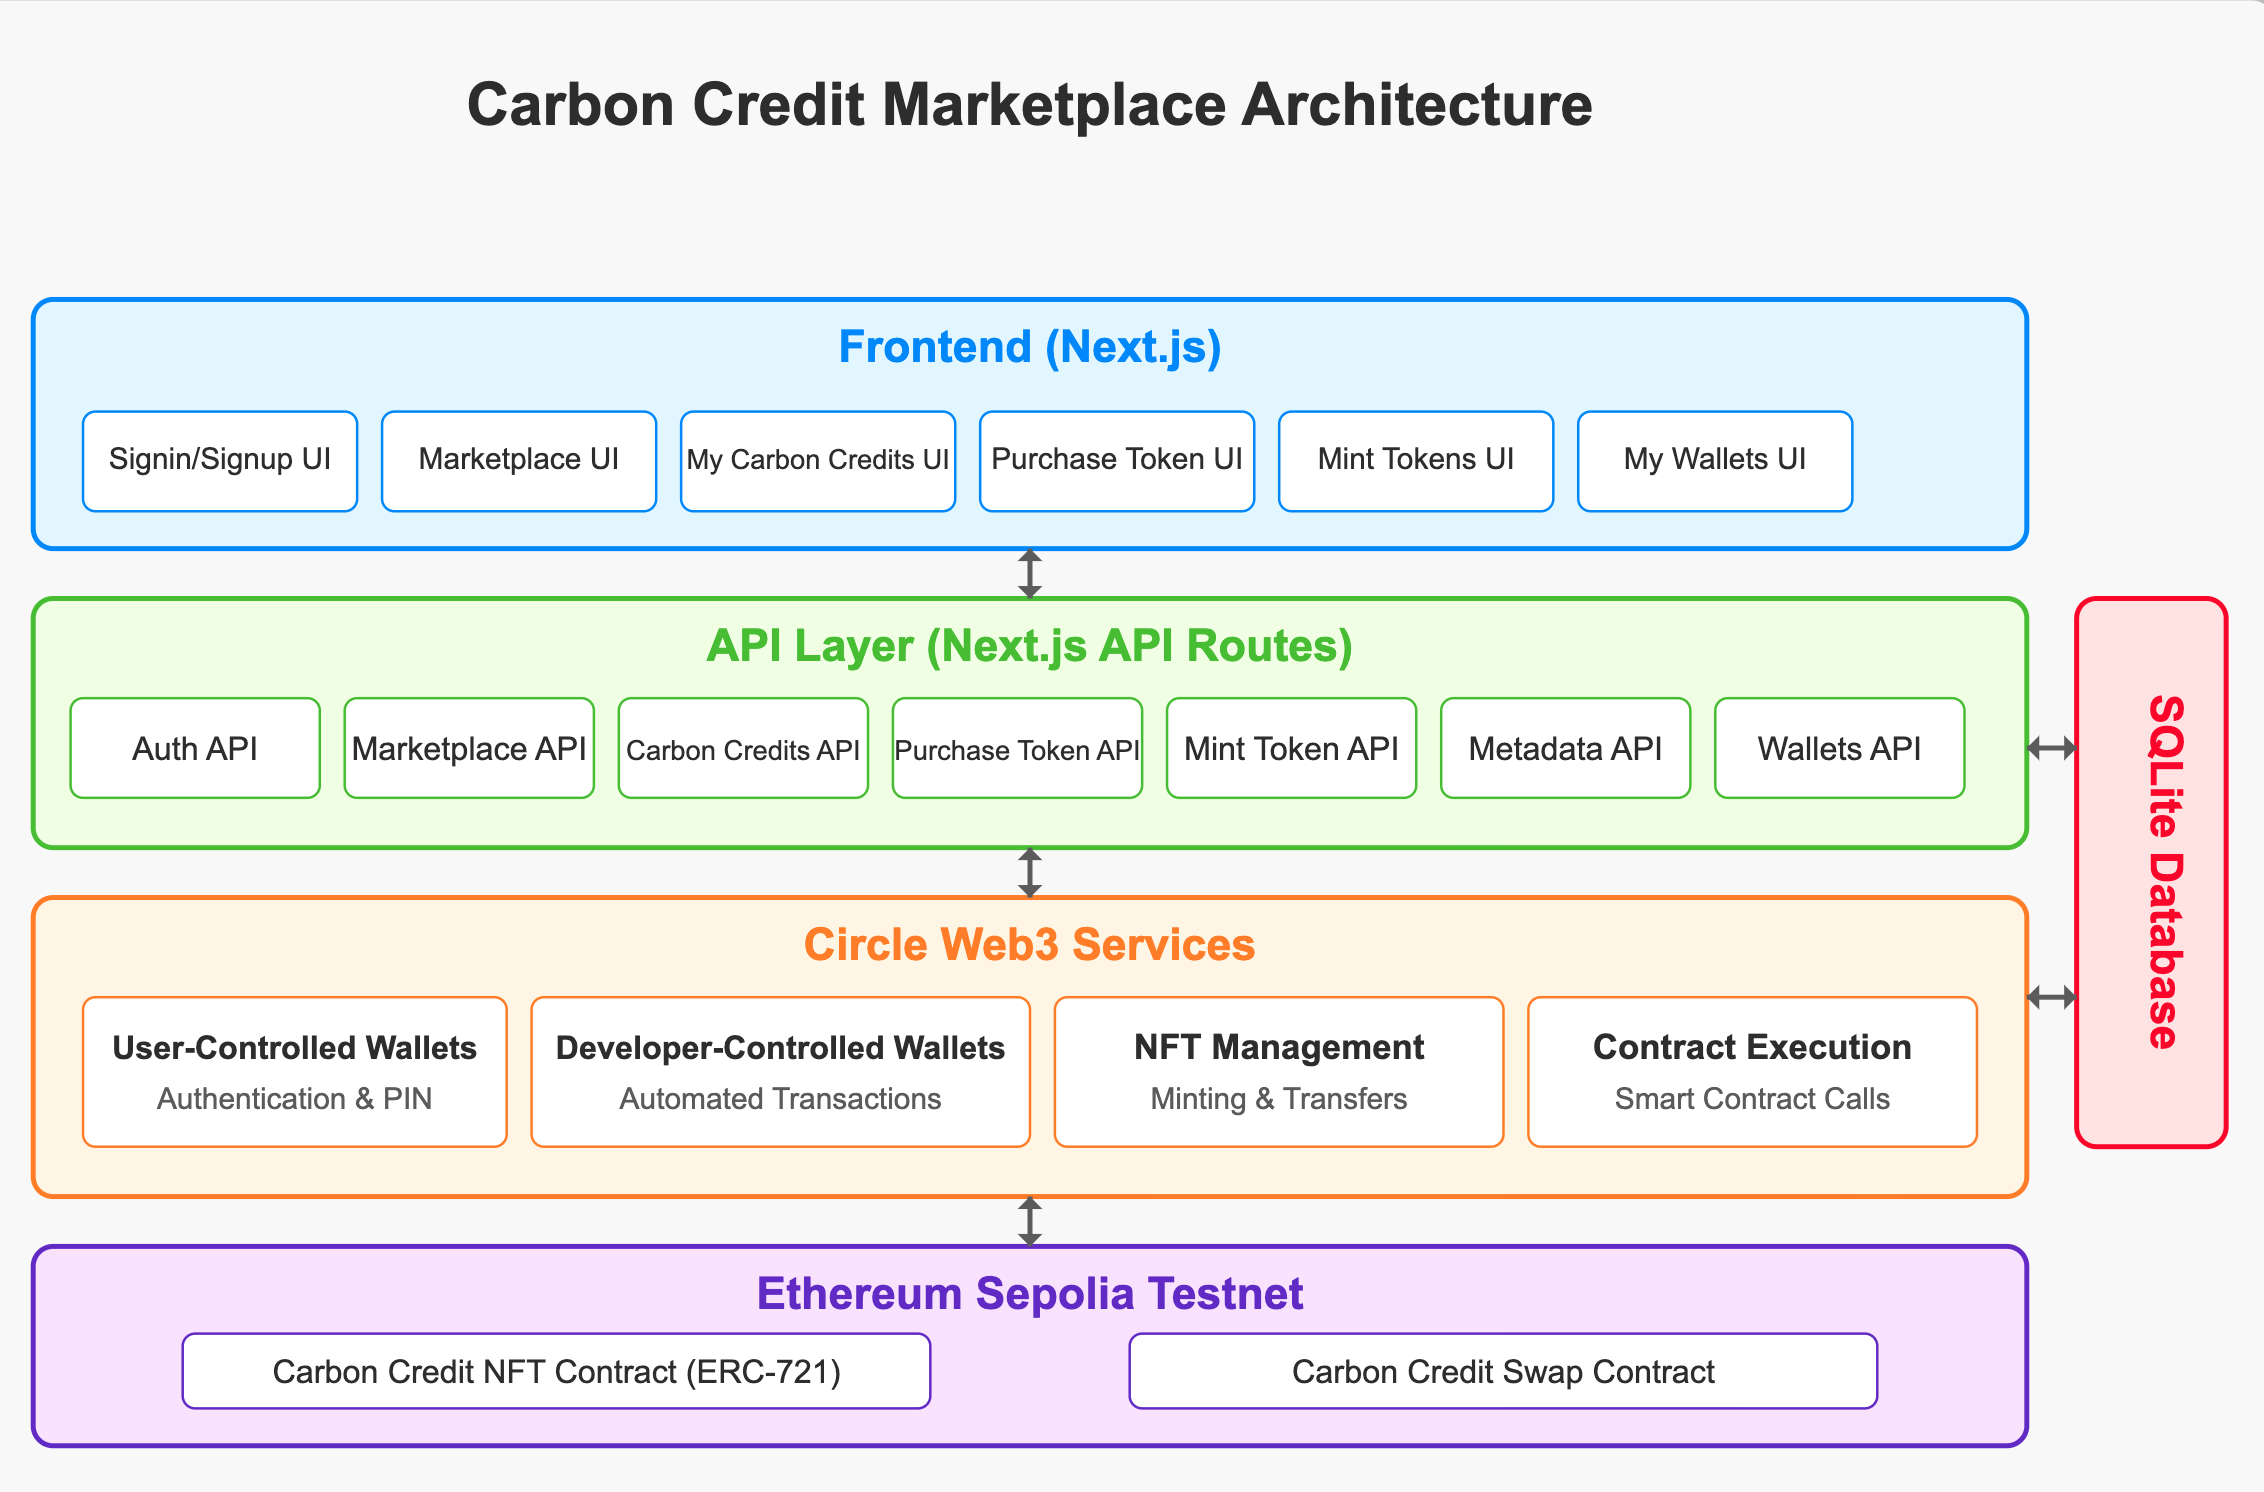 Carbon Credit Marketplace Architecture
Frontend (Next.js)
Signin/Signup UI
Marketplace UI
My Carbon Credits UI
Purchase Token UI
Mint Tokens UI
My Wallets UI
API Layer (Next.js API Routes)
Auth API
Marketplace API
Carbon Credits API
Purchase Token API
Mint Token API
Metadata API
Wallets API
SQLite Database
Circle Web3 Services
User-Controlled Wallets
Authentication & PIN
Developer-Controlled Wallets
Automated Transactions
NFT Management
Minting & Transfers
Contract Execution
Smart Contract Calls
Ethereum Sepolia Testnet
Carbon Credit NFT Contract (ERC-721)
Carbon Credit Swap Contract